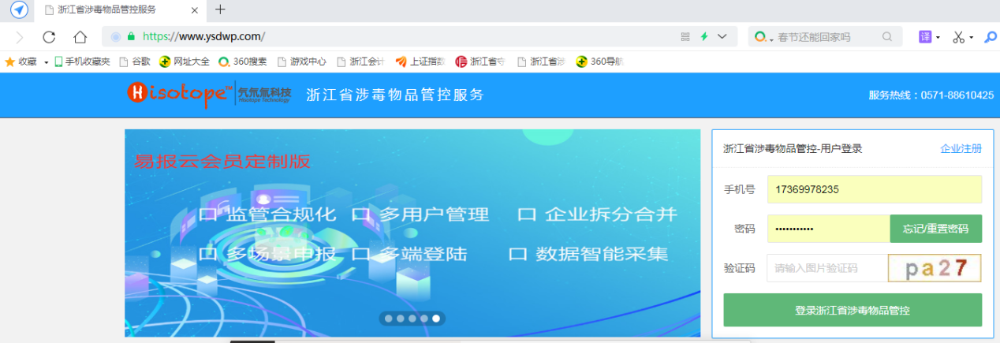 浙江省涉毒物品管控服务
https://www.ysdwp.com/
春节还能回家吗
译
收藏 手机收藏夹 谷歌 网址大全 360搜索 游戏中心 浙江会计 上证指数 浙江省守 浙江省涉 360导航
Hisotope™ 氕氘氚科技 浙江省涉毒物品管控服务 服务热线：0571-88610425
Hisotope Technology
易报云会员定制版
口 监管合规化 口 多用户管理 口 企业拆分合并
口 多场景申报 口 多端登陆 口 数据智能采集
浙江省涉毒物品管控-用户登录 企业注册
手机号 17369978235
密码 ••••••••••• 忘记/重置密码
验证码 请输入图片验证码 pa27
登录浙江省涉毒物品管控